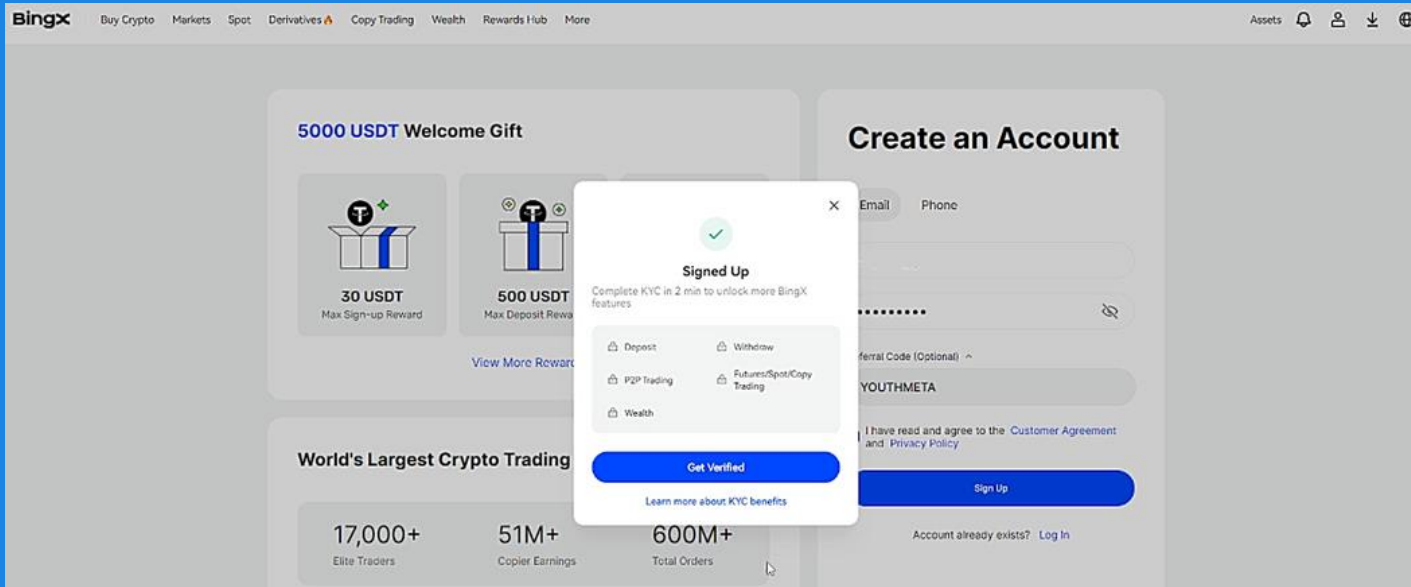 BingX Buy Crypto Markets Spot Derivatives Copy Trading Wealth Rewards Hub More Assets
5000 USDT Welcome Gift
30 USDT
Max Sign-up Reward
500 USDT
Max Deposit Rewa
View More Reward
World's Largest Crypto Trading
17,000+
Elite Traders
51M+
Copier Earnings
600M+
Total Orders
Signed Up
Complete KYC in 2 min to unlock more BingX
features
Deposit
Withdraw
P2P Trading
Futures/Spot/Copy
Trading
Wealth
Get Verified
Learn more about KYC benefits
Create an Account
Email Phone
ferral Code (Optional)
YOUTHMETA
I have read and agree to the Customer Agreement
and Privacy Policy
Sign Up
Account already exists? Log In